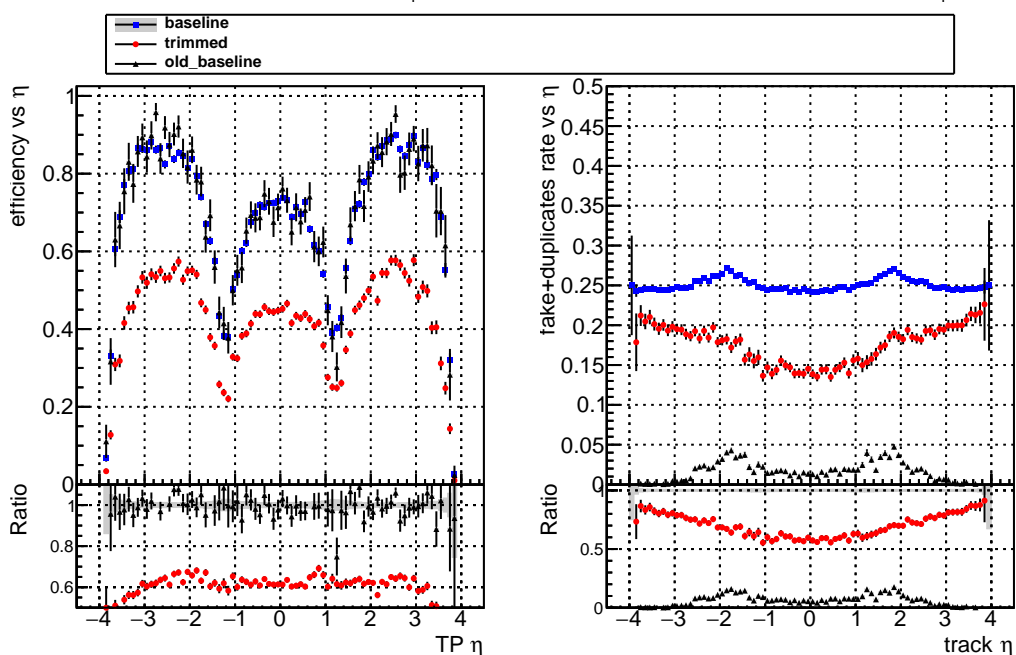 baseline
trimmed
old_baseline
efficiency vs η
1
0.8
0.6
0.4
0.2
0
Ratio
1
0.8
0.6
−4 −3 −2 −1 0 1 2 3 4
TP η
fake+duplicates rate vs η
0.5
0.45
0.4
0.35
0.3
0.25
0.2
0.15
0.1
0.05
0
Ratio
1
0.5
0
−4 −3 −2 −1 0 1 2 3 4
track η